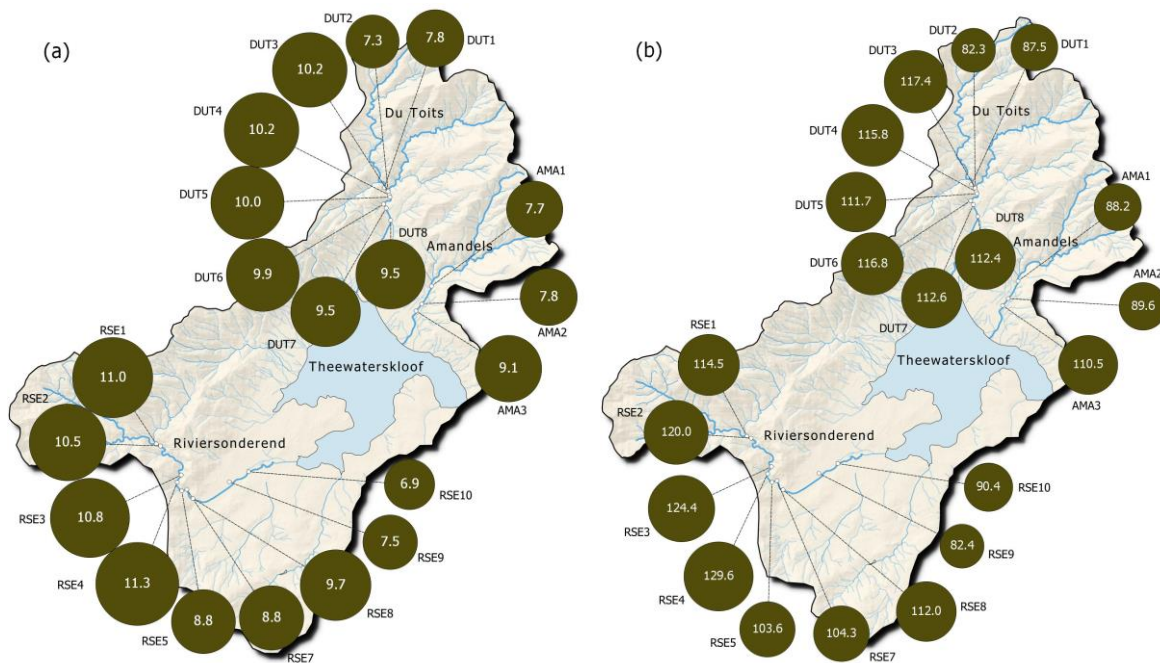 (a)
DUT2
7.3
7.8
DUT1
DUT3
10.2
Du Toits
DUT4
10.2
DUT5
10.0
AMA1
7.7
DUT8
Amandels
DUT6
9.9
9.5
9.5
DUT7
7.8
AMA2
Theewaterskloof
9.1
AMA3
RSE1
11.0
RSE2
10.5
Riviersonderend
6.9
RSE10
RSE3
10.8
7.5
RSE9
RSE4
11.3
9.7
RSE8
8.8
RSE5
8.8
RSE7
(b)
DUT2
82.3
87.5
DUT1
DUT3
117.4
Du Toits
DUT4
115.8
DUT5
111.7
AMA1
88.2
DUT8
Amandels
DUT6
116.8
112.4
112.6
DUT7
AMA2
89.6
Theewaterskloof
110.5
AMA3
RSE1
114.5
RSE2
120.0
Riviersonderend
90.4
RSE10
RSE3
124.4
82.4
RSE9
RSE4
129.6
112.0
RSE8
103.6
RSE5
104.3
RSE7